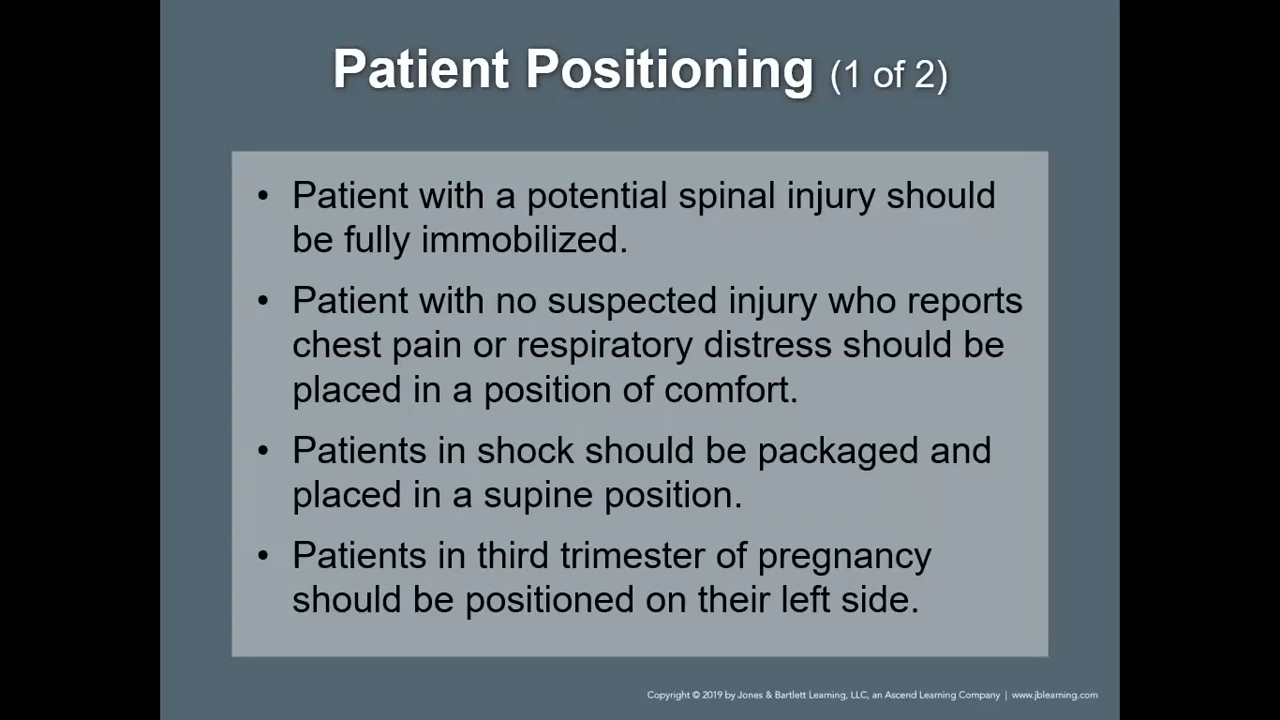 Patient Positioning (1 of 2)
• Patient with a potential spinal injury should
be fully immobilized.
• Patient with no suspected injury who reports
chest pain or respiratory distress should be
placed in a position of comfort.
• Patients in shock should be packaged and
placed in a supine position.
• Patients in third trimester of pregnancy
should be positioned on their left side.
Copyright © 2019 by Jones & Bartlett Learning, LLC, an Ascend Learning Company | www.jblearning.com